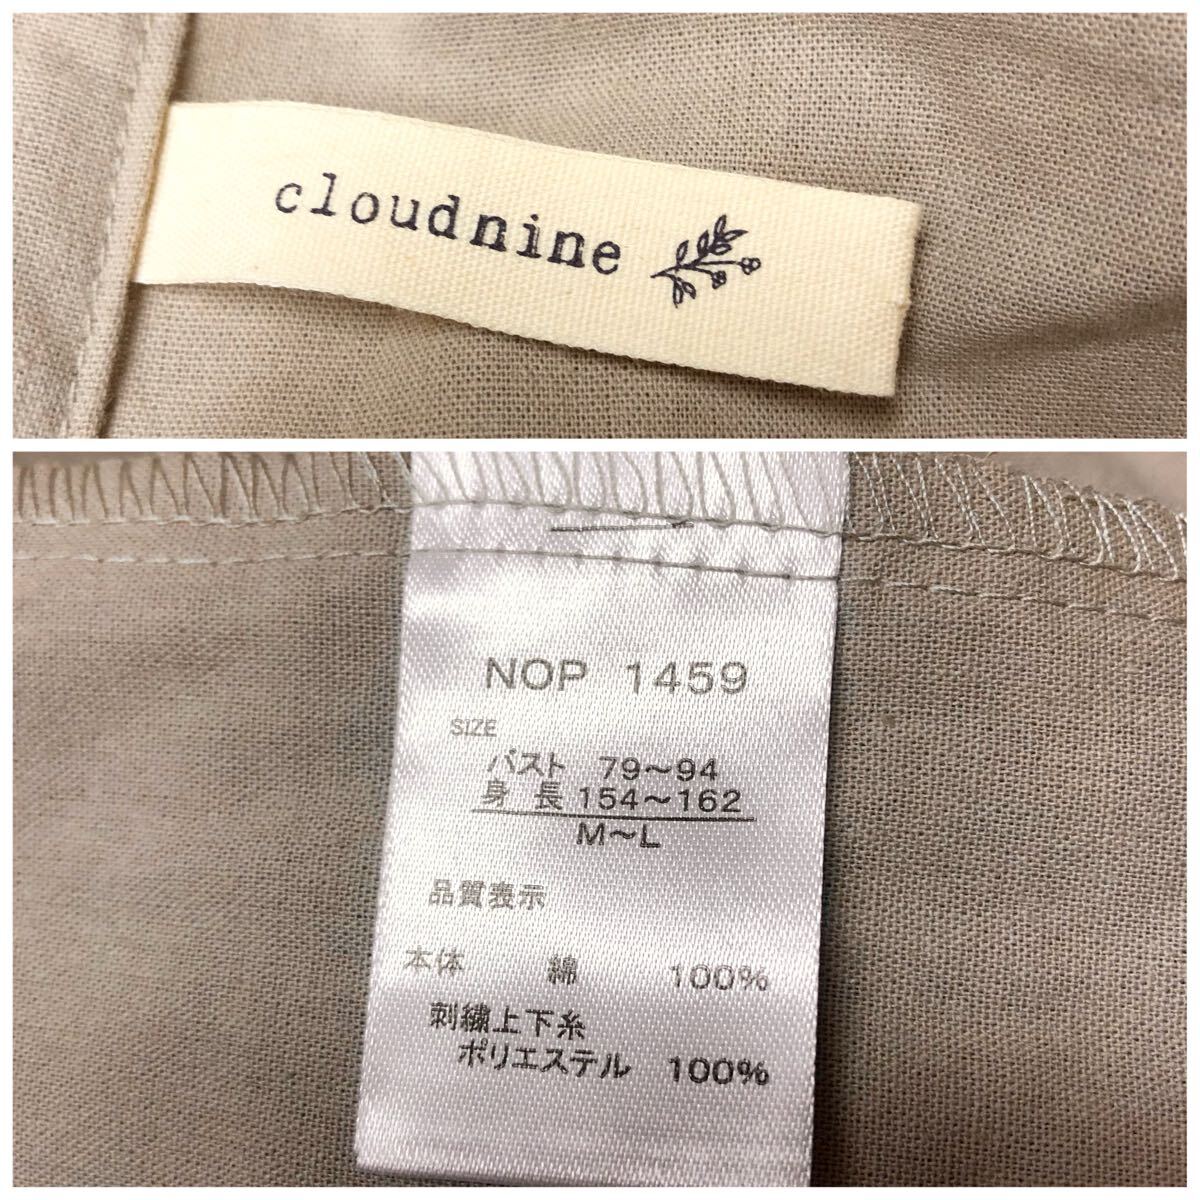 cloudnine
NOP 1459
SIZE
バスト 79～94
身長 154～162
M～L
品質表示
本体 綿 100%
刺繍上下糸
ポリエステル 100%